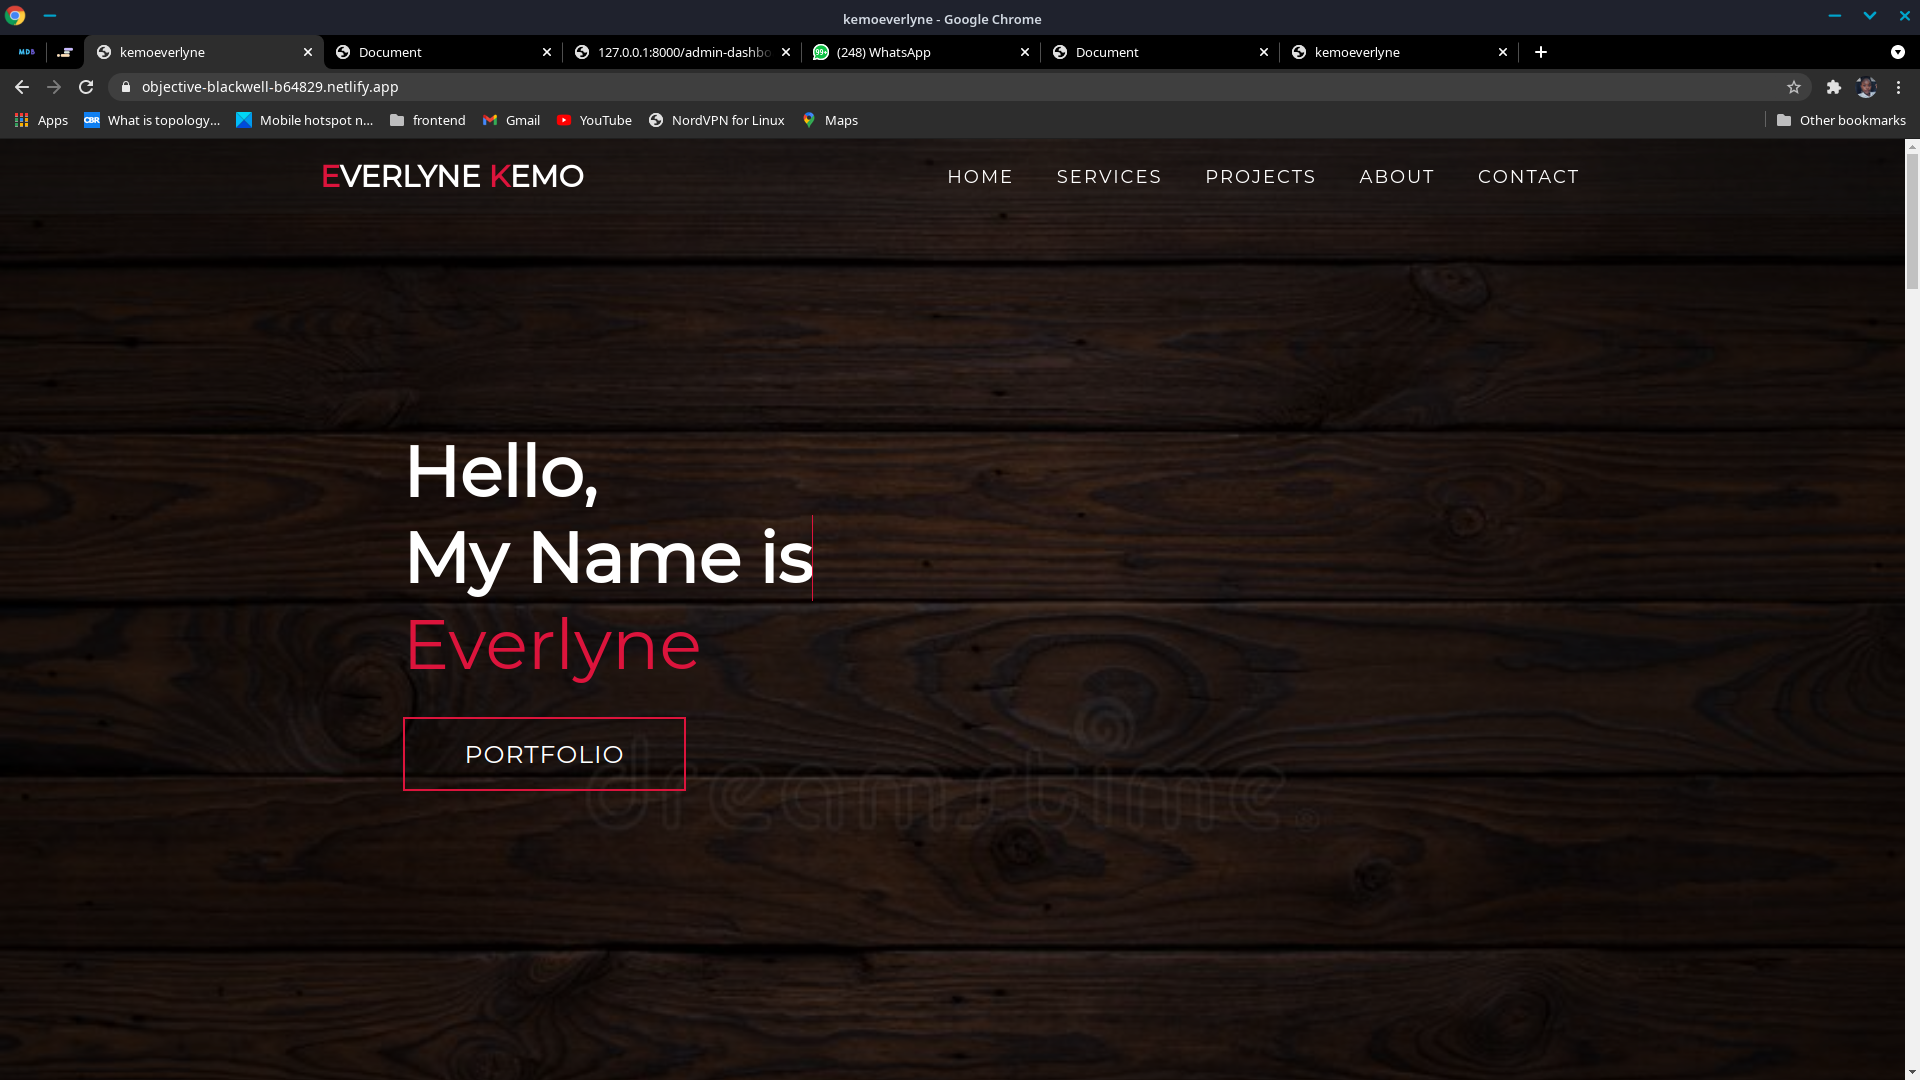 kemoeverlyne - Google Chrome
MDB
kemoeverlyne
Document
127.0.0.1:8000/admin-dashbo
99+
(248) WhatsApp
Document
kemoeverlyne
objective-blackwell-b64829.netlify.app
Apps
CBR
What is topology...
Mobile hotspot n...
frontend
Gmail
YouTube
NordVPN for Linux
Maps
Other bookmarks
EVERLYNE KEMO
HOME
SERVICES
PROJECTS
ABOUT
CONTACT
Hello,
My Name is
Everlyne
PORTFOLIO
dreamstime®